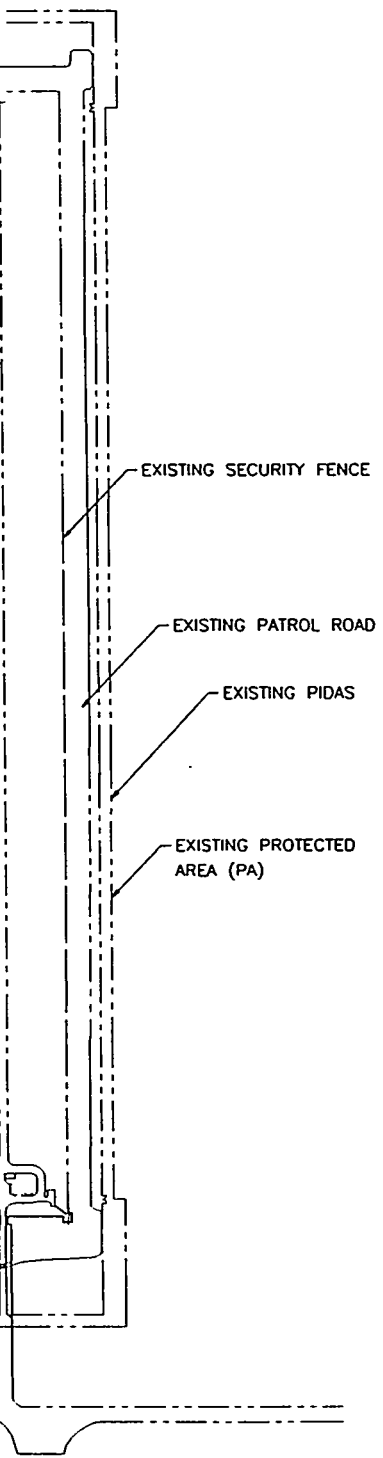 EXISTING SECURITY FENCE
EXISTING PATROL ROAD
EXISTING PIDAS
EXISTING PROTECTED
AREA (PA)